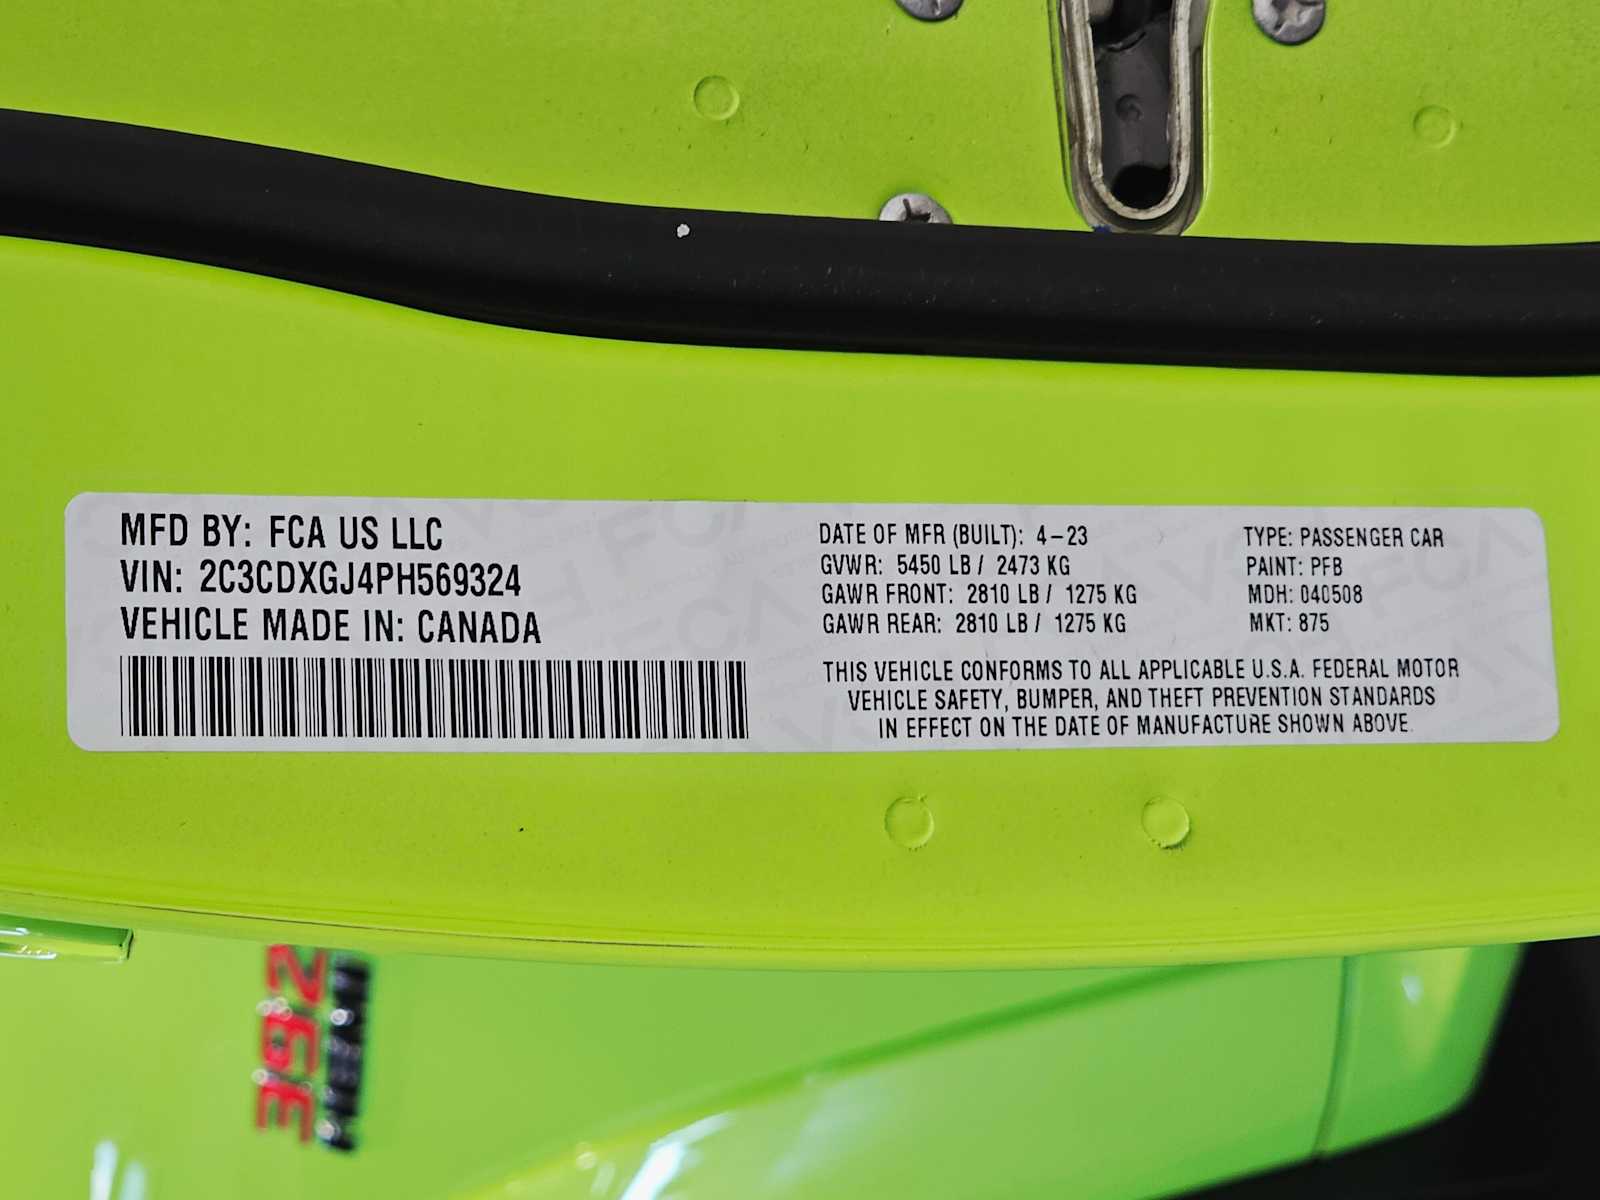 MFD BY: FCA US LLC
VIN: 2C3CDXGJ4PH569324
VEHICLE MADE IN: CANADA
DATE OF MFR (BUILT): 4-23
GVWR: 5450 LB / 2473 KG
GAWR FRONT: 2810 LB / 1275 KG
GAWR REAR: 2810 LB / 1275 KG
TYPE: PASSENGER CAR
PAINT: PFB
MDH: 040508
MKT: 875
THIS VEHICLE CONFORMS TO ALL APPLICABLE U.S.A. FEDERAL MOTOR
VEHICLE SAFETY, BUMPER, AND THEFT PREVENTION STANDARDS
IN EFFECT ON THE DATE OF MANUFACTURE SHOWN ABOVE.
392